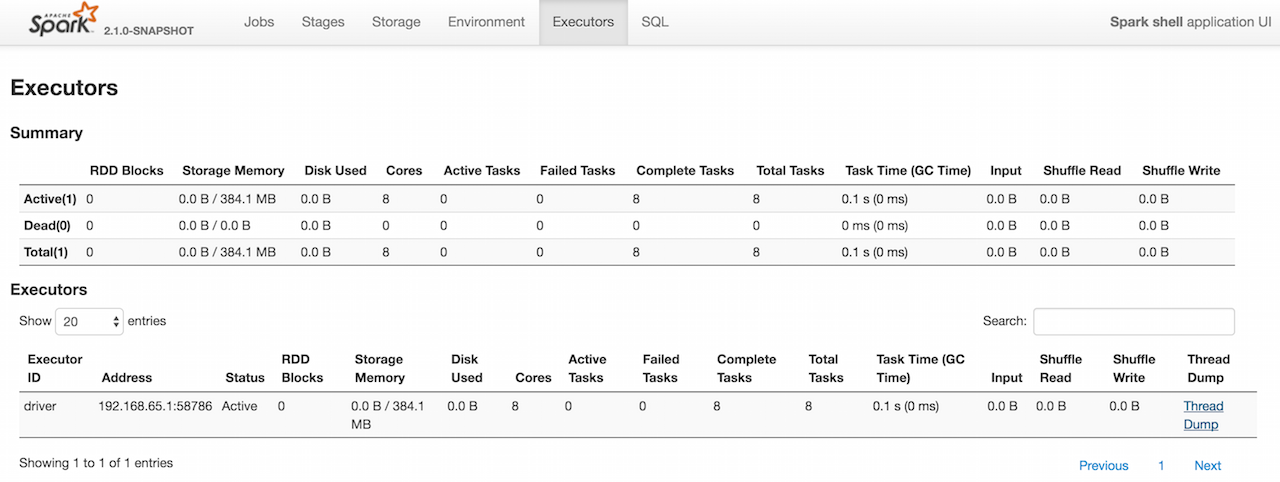 APACHE Spark 2.1.0-SNAPSHOT Jobs Stages Storage Environment Executors SQL Spark shell application UI
Executors
Summary
RDD Blocks Storage Memory Disk Used Cores Active Tasks Failed Tasks Complete Tasks Total Tasks Task Time (GC Time) Input Shuffle Read Shuffle Write
Active(1) 0 0.0 B / 384.1 MB 0.0 B 8 0 0 8 8 0.1 s (0 ms) 0.0 B 0.0 B 0.0 B
Dead(0) 0 0.0 B / 0.0 B 0.0 B 0 0 0 0 0 0 ms (0 ms) 0.0 B 0.0 B 0.0 B
Total(1) 0 0.0 B / 384.1 MB 0.0 B 8 0 0 8 8 0.1 s (0 ms) 0.0 B 0.0 B 0.0 B
Executors
Show 20 entries Search:
Executor RDD Storage Disk Active Failed Complete Total Task Time (GC Shuffle Shuffle Thread
ID Address Status Blocks Memory Used Cores Tasks Tasks Tasks Tasks Time) Input Read Write Dump
driver 192.168.65.1:58786 Active 0 0.0 B / 384.1 0.0 B 8 0 0 8 8 0.1 s (0 ms) 0.0 B 0.0 B 0.0 B Thread
MB Dump
Showing 1 to 1 of 1 entries Previous 1 Next